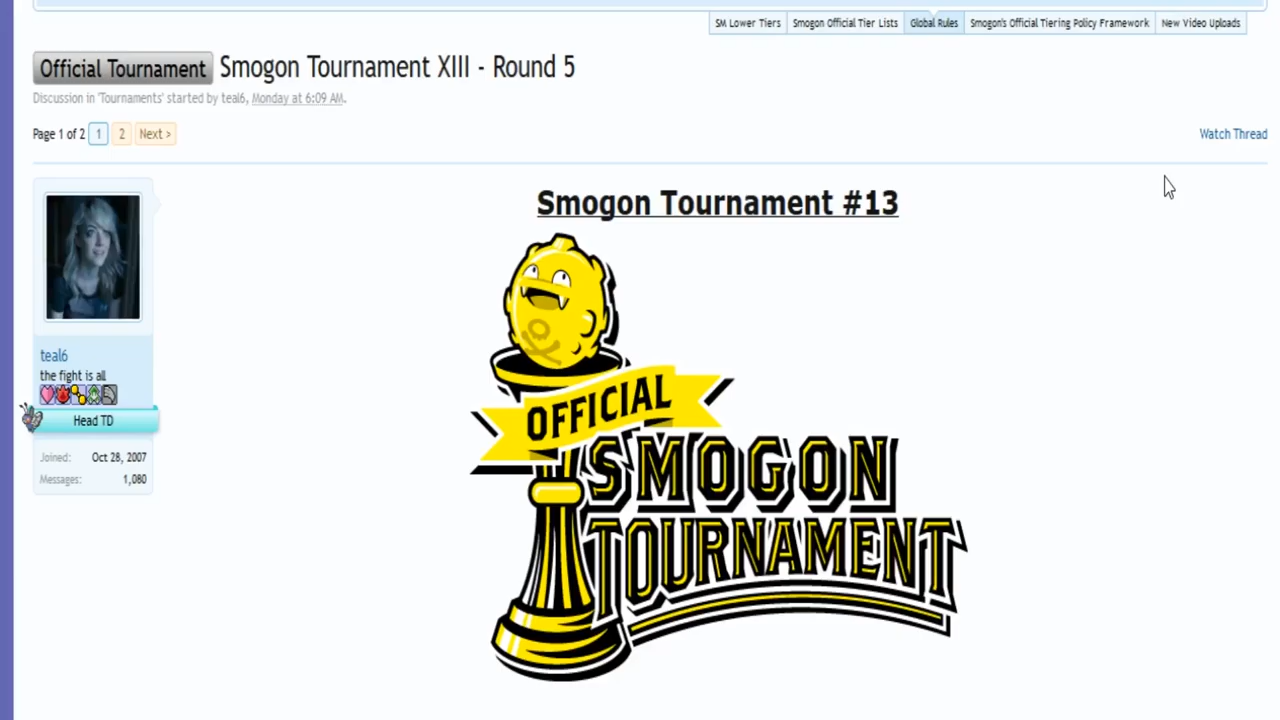 SM Lower Tiers Smogon Official Tier Lists Global Rules Smogon's Official Tiering Policy Framework New Video Uploads
Official Tournament Smogon Tournament XIII - Round 5
Discussion in 'Tournaments' started by teal6, Monday at 6:09 AM.
Page 1 of 2 1 2 Next > Watch Thread
Smogon Tournament #13
teal6
the fight is all
Head TD
Joined: Oct 28, 2007
Messages: 1,080
OFFICIAL
SMOGON
TOURNAMENT